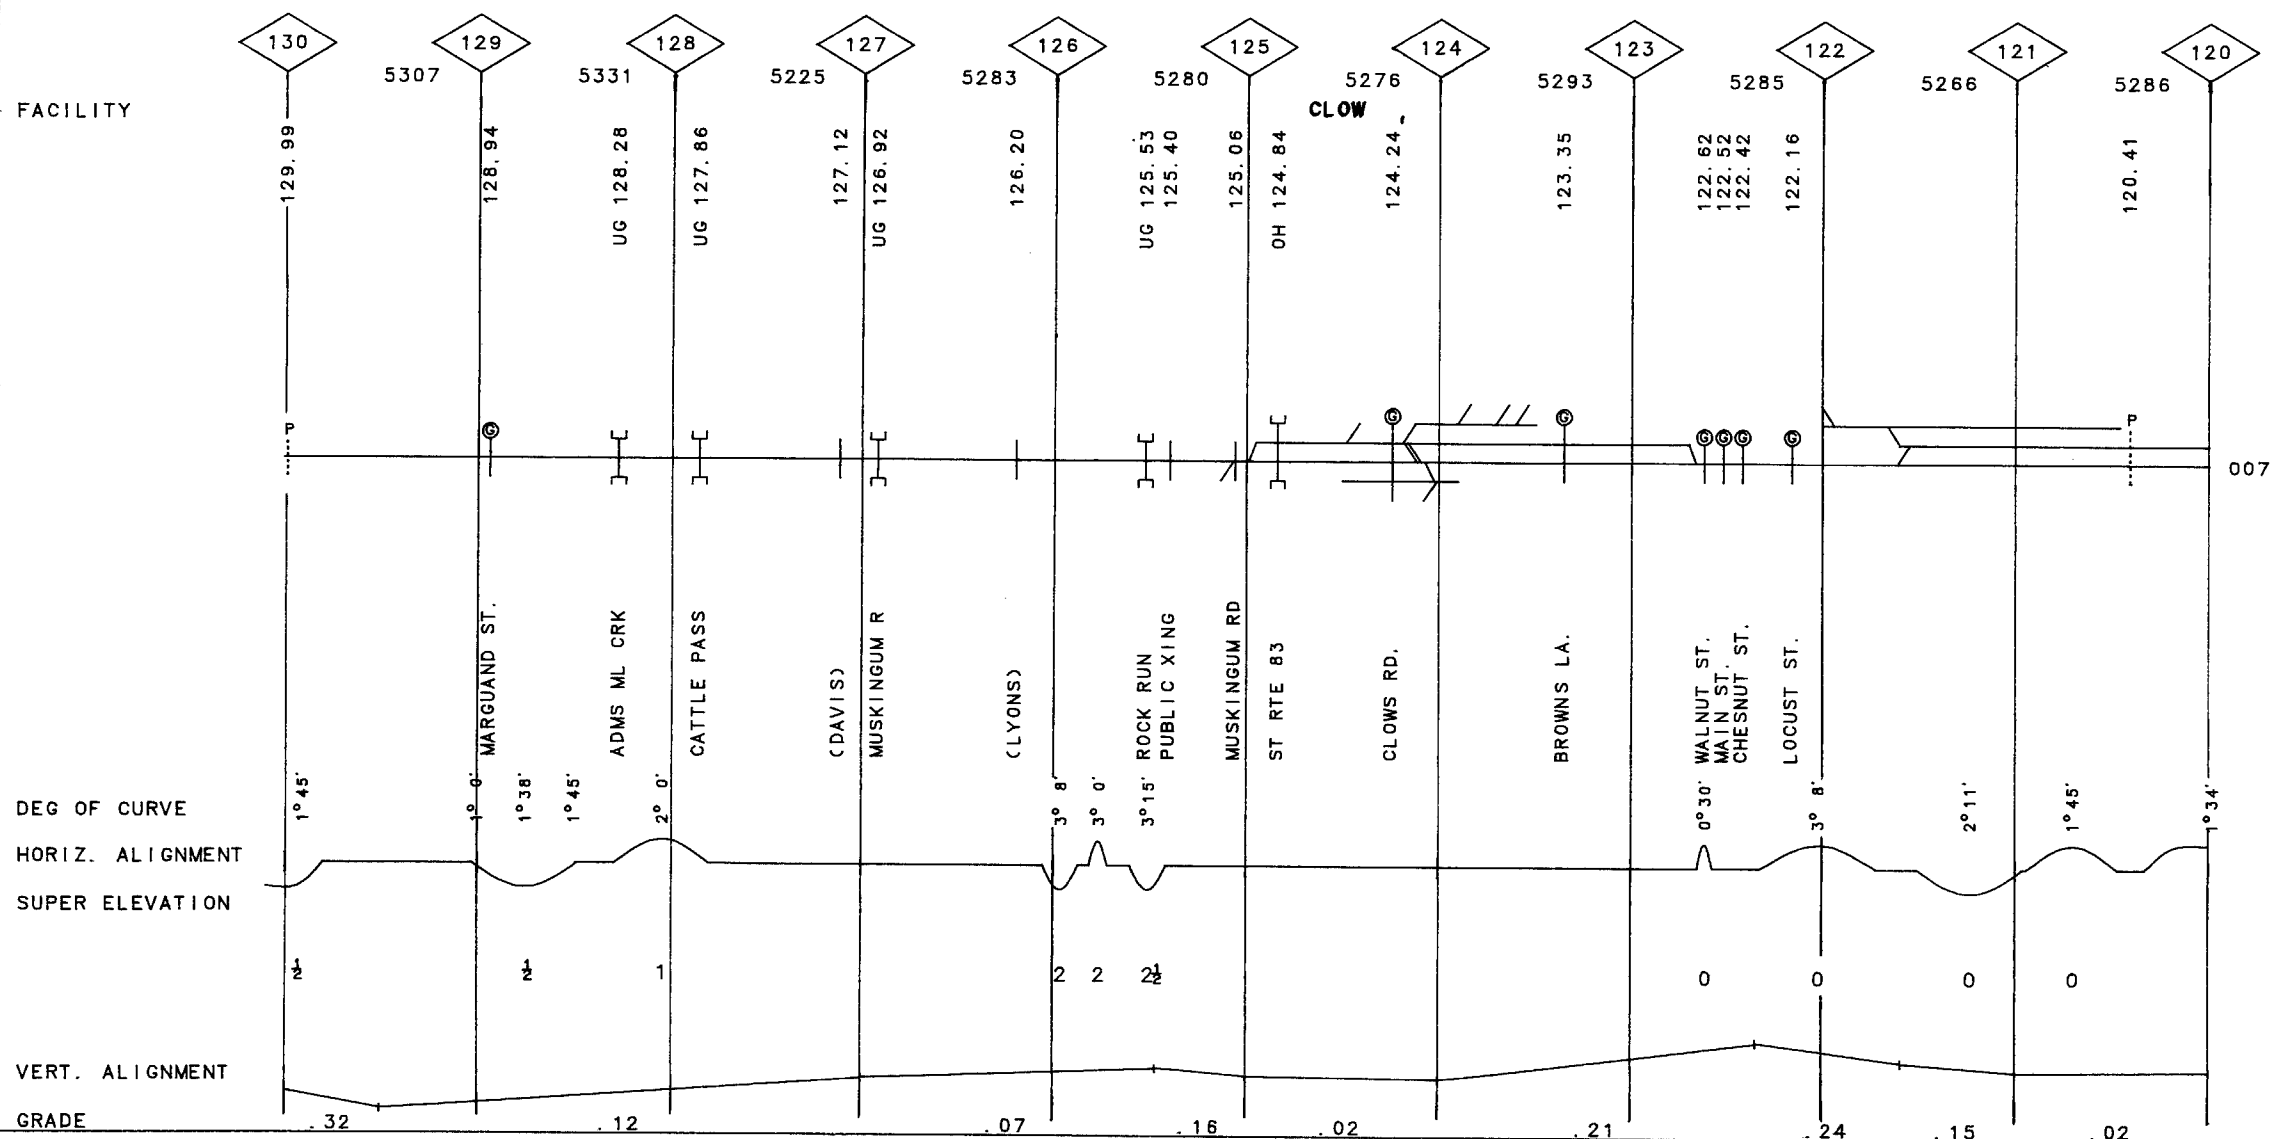 130 129 128 127 126 125 124 123 122 121 120
5307 5331 5225 5283 5280 5276 5293 5285 5266 5286
FACILITY
CLOW
129.99
128.94
UG 128.28
UG 127.86
127.12
UG 126.92
126.20
UG 125.53
125.40
125.06
OH 124.84
124.24
123.35
122.62
122.52
122.42
122.16
120.41
P
G
G
G
G
G
G
G
P
007
MARGUAND ST.
ADMS ML CRK
CATTLE PASS
(DAVIS)
MUSKINGUM R
(LYONS)
ROCK RUN
PUBLIC XING
MUSKINGUM RD
ST RTE 83
CLOWS RD.
BROWNS LA.
WALNUT ST.
MAIN ST.
CHESNUT ST.
LOCUST ST.
DEG OF CURVE
1°45' 1° 0' 1°38' 1°45' 2° 0' 3° 8' 3° 0' 3°15' 0°30' 3° 8' 2°11' 1°45' 1°34'
HORIZ. ALIGNMENT
SUPER ELEVATION
½ ½ 1 2 2 2½ 0 0 0 0
VERT. ALIGNMENT
GRADE .32 .12 .07 .16 .02 .21 .24 .15 .02